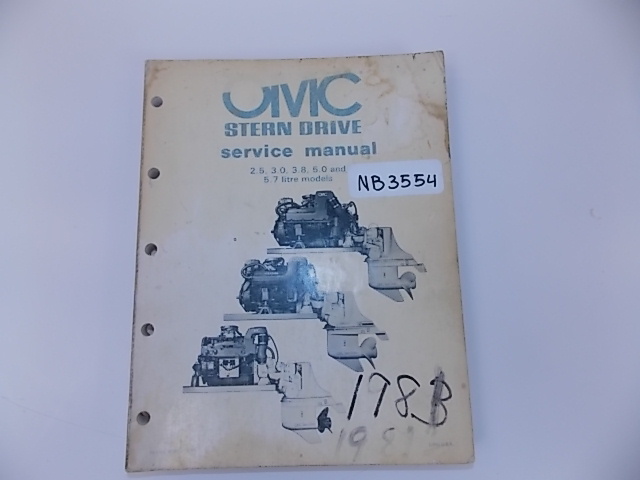 OMC
STERN DRIVE
service manual
2.5, 3.0, 3.8, 5.0 and
5.7 litre models
NB3554
1983